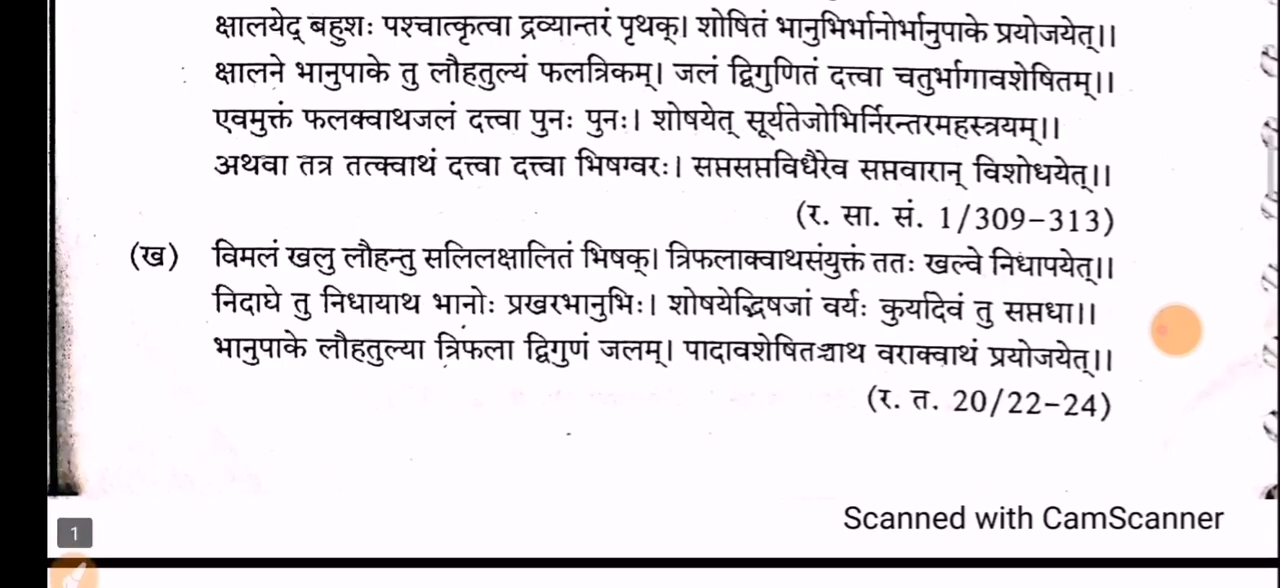 क्षालयेद् बहुशः पश्चात्कृत्वा द्रव्यान्तरं पृथक्। शोषितं भानुभिर्भानोर्भानुपाके प्रयोजयेत्।।
क्षालने भानुपाके तु लौहतुल्यं फलत्रिकम्। जलं द्विगुणितं दत्त्वा चतुर्भागावशेषितम्।।
एवमुक्तं फलक्वाथजलं दत्त्वा पुनः पुनः। शोषयेत् सूर्यतेजोभिर्निरन्तरमहस्त्रयम्।।
अथवा तत्र तत्क्वाथं दत्त्वा दत्त्वा भिषग्वरः। सप्तसप्तविधैरेव सप्तवारान् विशोधयेत्।।
(र. सा. सं. 1/309-313)
(ख) विमलं खलु लौहन्तु सलिलक्षालितं भिषक्। त्रिफलाक्वाथसंयुक्तं ततः खल्वे निधापयेत्।।
निदाघे तु निधायाथ भानोः प्रखरभानुभिः। शोषयेद्भिषजां वर्यः कुर्यादेवं तु सप्तधा।।
भानुपाके लौहतुल्या त्रिफला द्विगुणं जलम्। पादावशेषितञ्चाथ वराक्वाथं प्रयोजयेत्।।
(र. त. 20/22-24)
Scanned with CamScanner
1